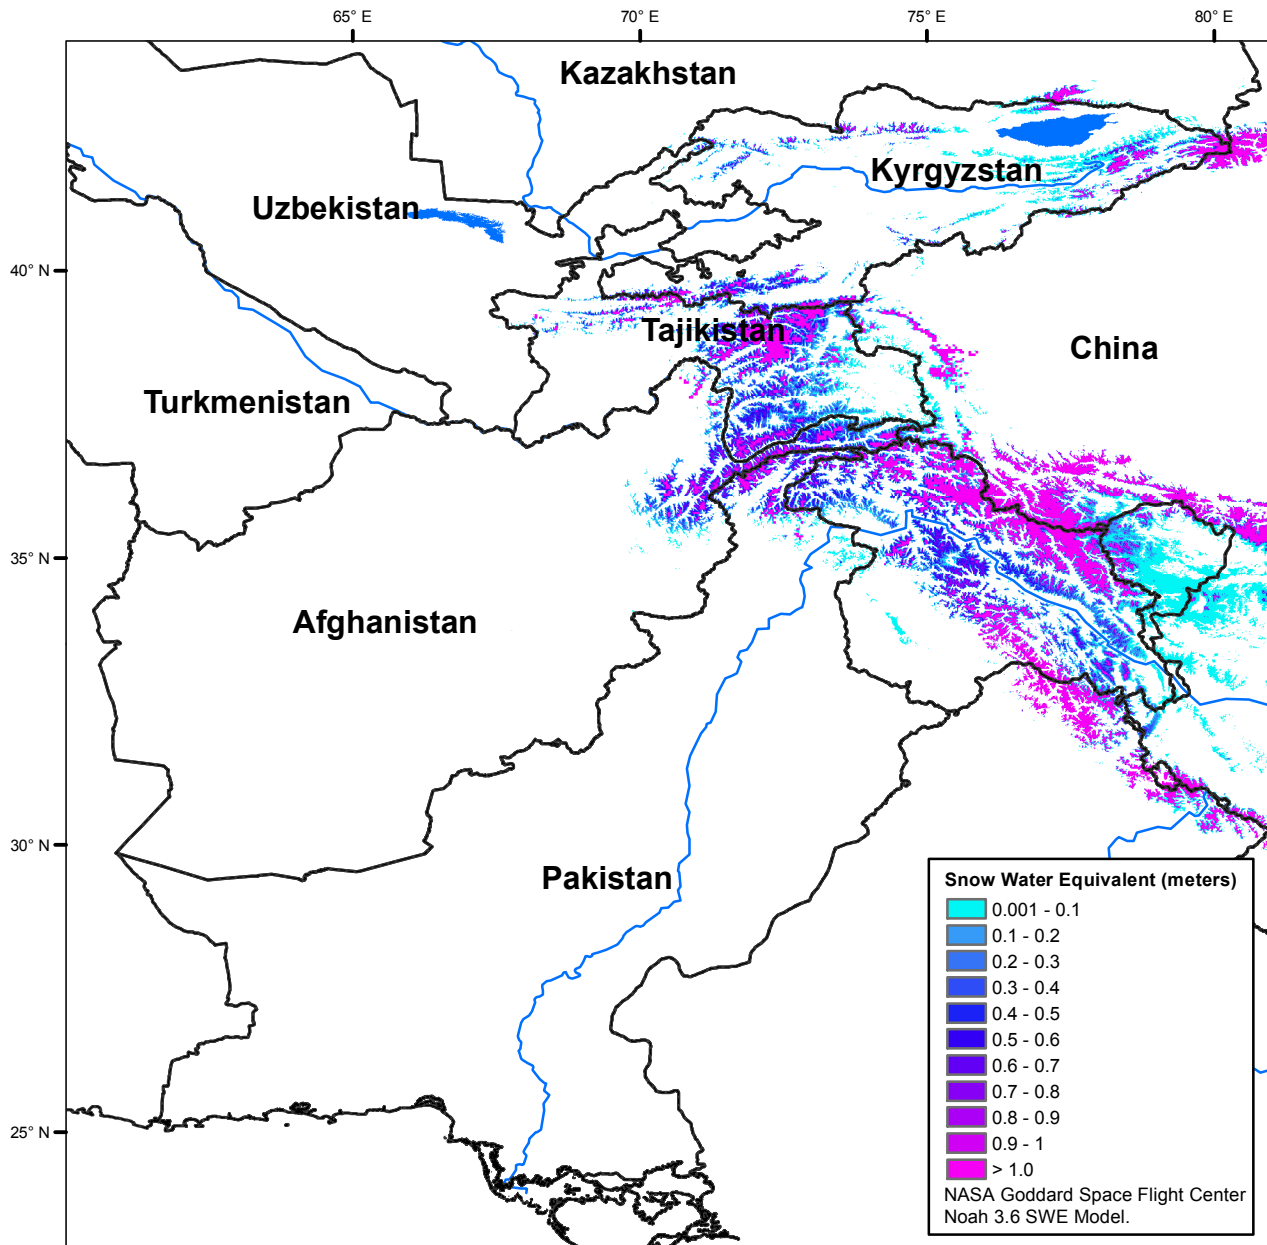 65° E
70° E
75° E
80° E
Kazakhstan
Kyrgyzstan
Uzbekistan
40° N
Tajikistan
China
Turkmenistan
35° N
Afghanistan
30° N
Pakistan
Snow Water Equivalent (meters)
0.001 - 0.1
0.1 - 0.2
0.2 - 0.3
0.3 - 0.4
0.4 - 0.5
0.5 - 0.6
0.6 - 0.7
0.7 - 0.8
0.8 - 0.9
0.9 - 1
> 1.0
NASA Goddard Space Flight Center
Noah 3.6 SWE Model.
25° N